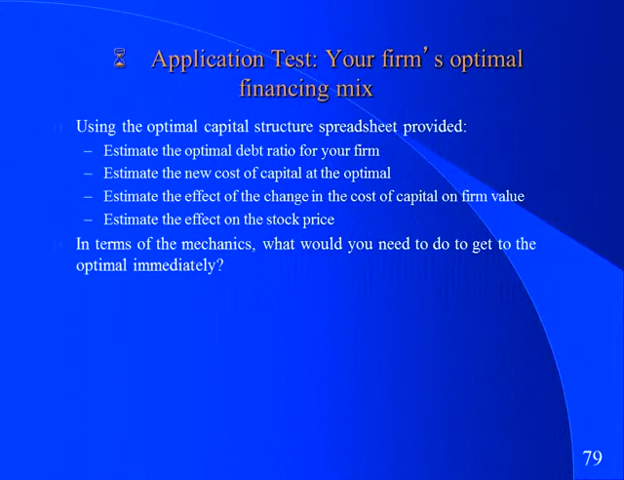 Application Test: Your firm’s optimal
financing mix
Using the optimal capital structure spreadsheet provided:
– Estimate the optimal debt ratio for your firm
– Estimate the new cost of capital at the optimal
– Estimate the effect of the change in the cost of capital on firm value
– Estimate the effect on the stock price
In terms of the mechanics, what would you need to do to get to the
optimal immediately?
79